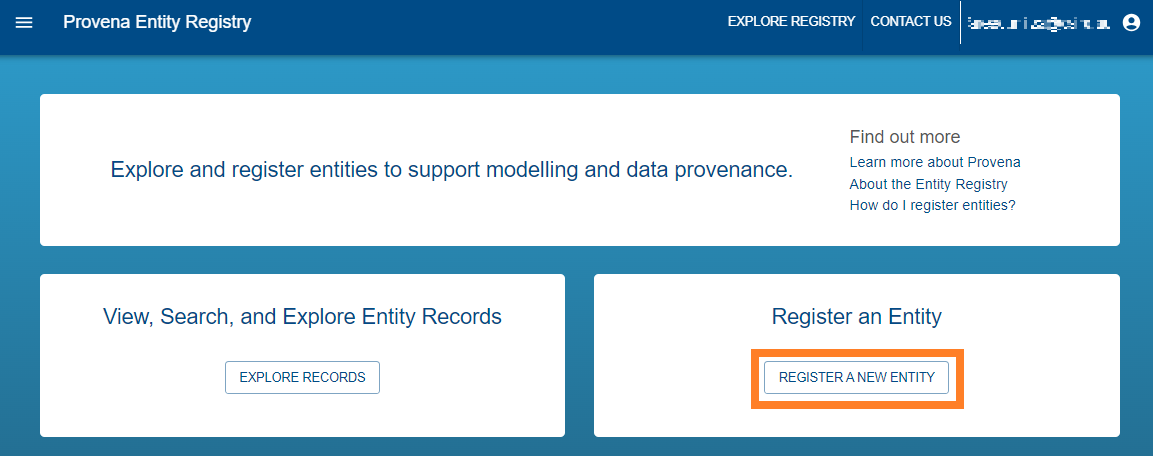 Provena Entity Registry
EXPLORE REGISTRY
CONTACT US
Explore and register entities to support modelling and data provenance.
Find out more
Learn more about Provena
About the Entity Registry
How do I register entities?
View, Search, and Explore Entity Records
EXPLORE RECORDS
Register an Entity
REGISTER A NEW ENTITY